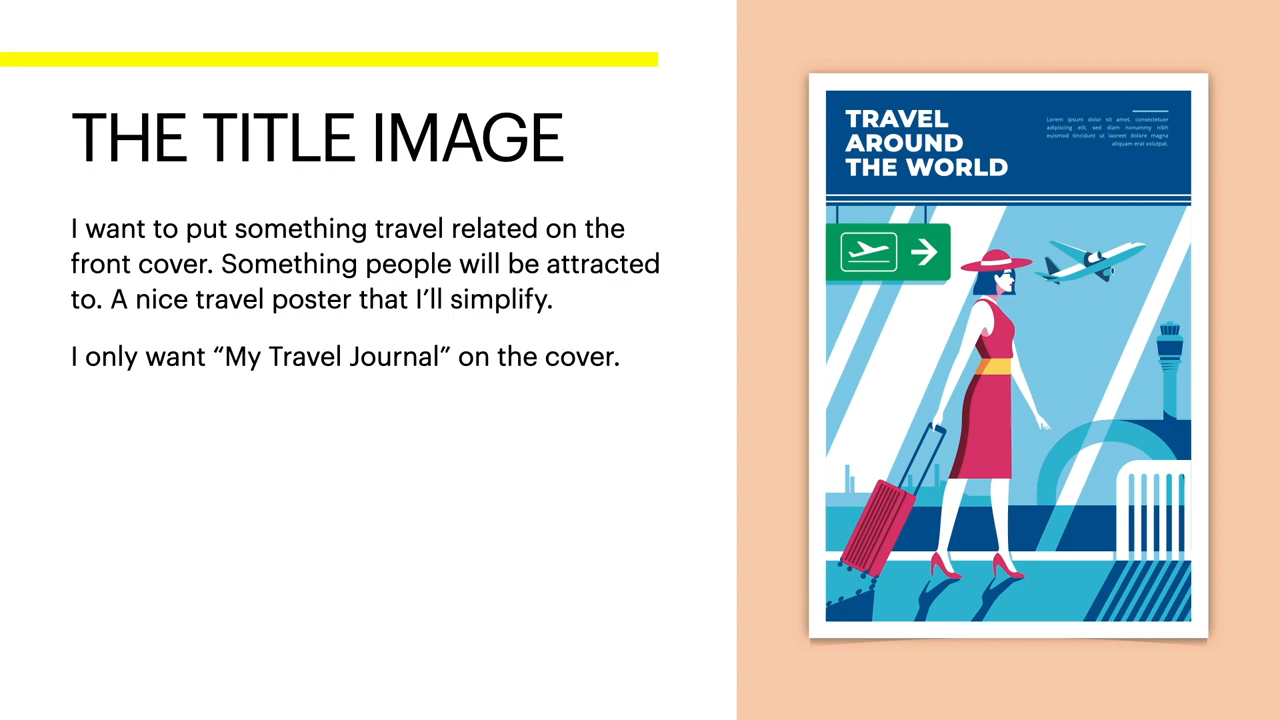 THE TITLE IMAGE
I want to put something travel related on the
front cover. Something people will be attracted
to. A nice travel poster that I’ll simplify.
I only want “My Travel Journal” on the cover.
TRAVEL
AROUND
THE WORLD
Lorem ipsum dolor sit amet, consectetuer
adipiscing elit, sed diam nonummy nibh
euismod tincidunt ut laoreet dolore magna
aliquam erat volutpat.